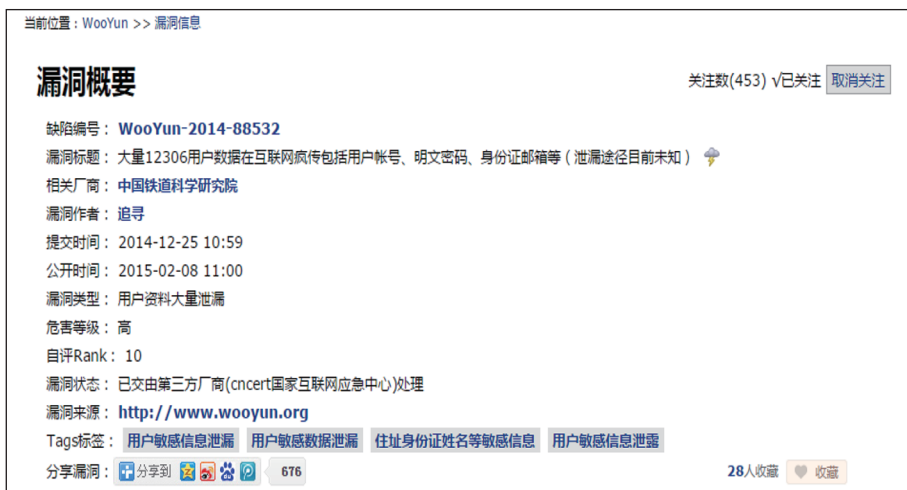 当前位置：WooYun >> 漏洞信息
漏洞概要
关注数(453) √已关注 取消关注
缺陷编号： WooYun-2014-88532
漏洞标题： 大量12306用户数据在互联网疯传包括用户帐号、明文密码、身份证邮箱等（泄漏途径目前未知）
相关厂商： 中国铁道科学研究院
漏洞作者： 追寻
提交时间： 2014-12-25 10:59
公开时间： 2015-02-08 11:00
漏洞类型： 用户资料大量泄漏
危害等级： 高
自评Rank： 10
漏洞状态： 已交由第三方厂商(cncert国家互联网应急中心)处理
漏洞来源： http://www.wooyun.org
Tags标签： 用户敏感信息泄漏 用户敏感数据泄漏 住址身份证姓名等敏感信息 用户敏感信息泄露
分享漏洞： 分享到 676
28人收藏 收藏